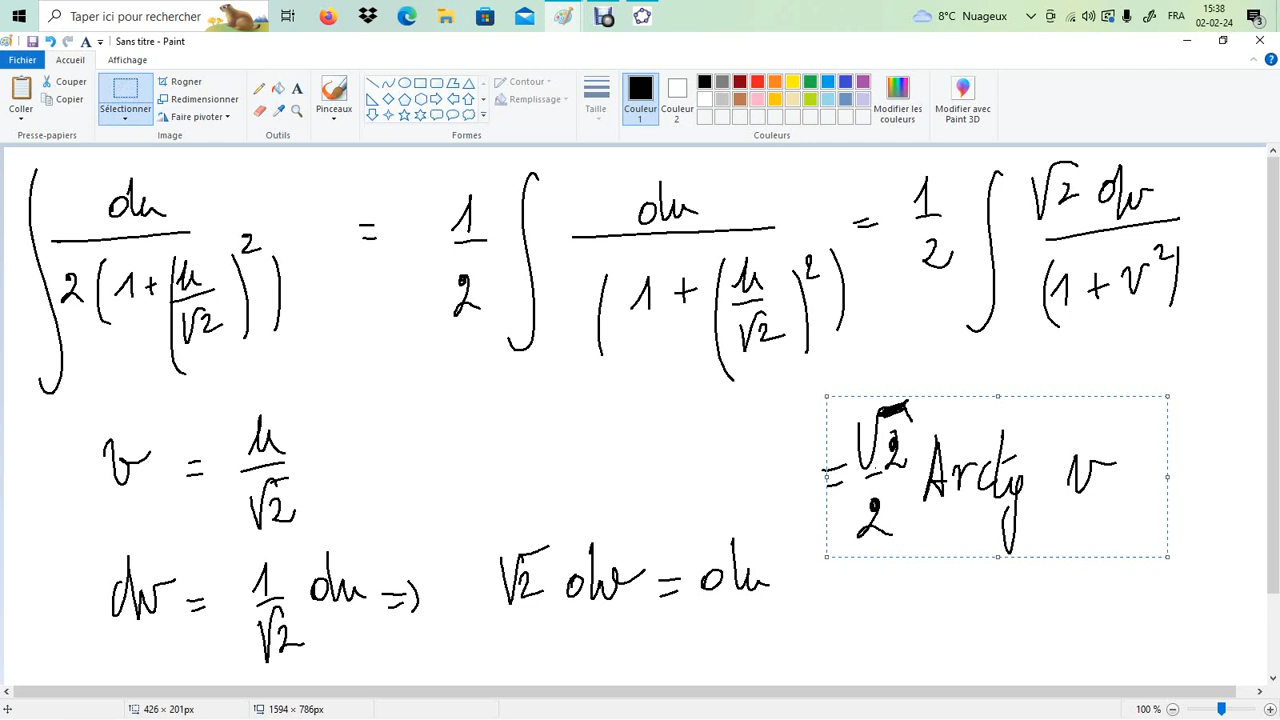 Taper ici pour rechercher
8°C Nuageux
FRA
15:38
02-02-24
3
Sans titre - Paint
Fichier Accueil Affichage
Coller
Couper
Copier
Presse-papiers
Sélectionner
Rogner
Redimensionner
Faire pivoter
Image
A
Outils
Pinceaux
Contour
Remplissage
Formes
Taille
Couleur 1
Couleur 2
Modifier les couleurs
Couleurs
Modifier avec Paint 3D
∫ du / 2(1+(u/√2)²) = 1/2 ∫ du / (1+(u/√2)²) = 1/2 ∫ √2 dv / (1+v²)
v = u/√2
= √2/2 Arctg v
dv = 1/√2 du => √2 dv = du
426 × 201px
1594 × 786px
100 %